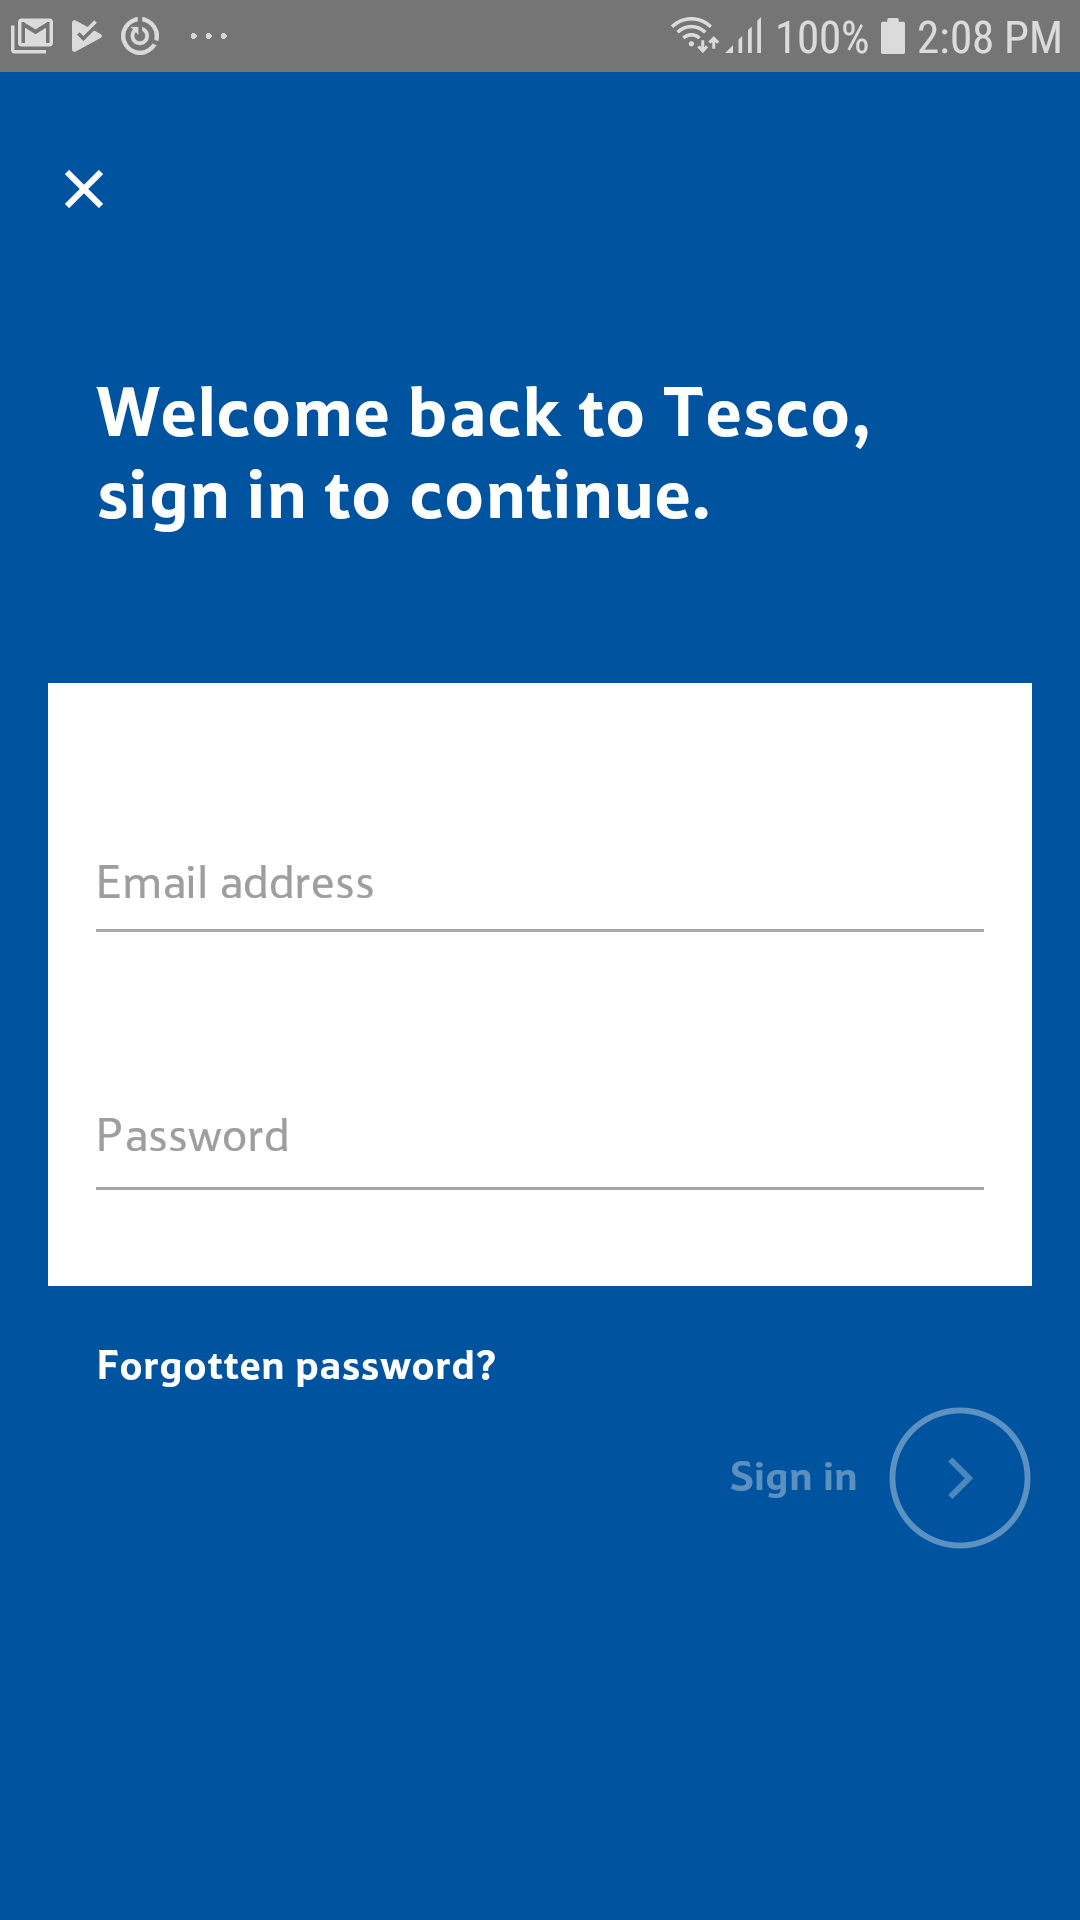 100% 2:08 PM
Welcome back to Tesco,
sign in to continue.
Email address
Password
Forgotten password?
Sign in